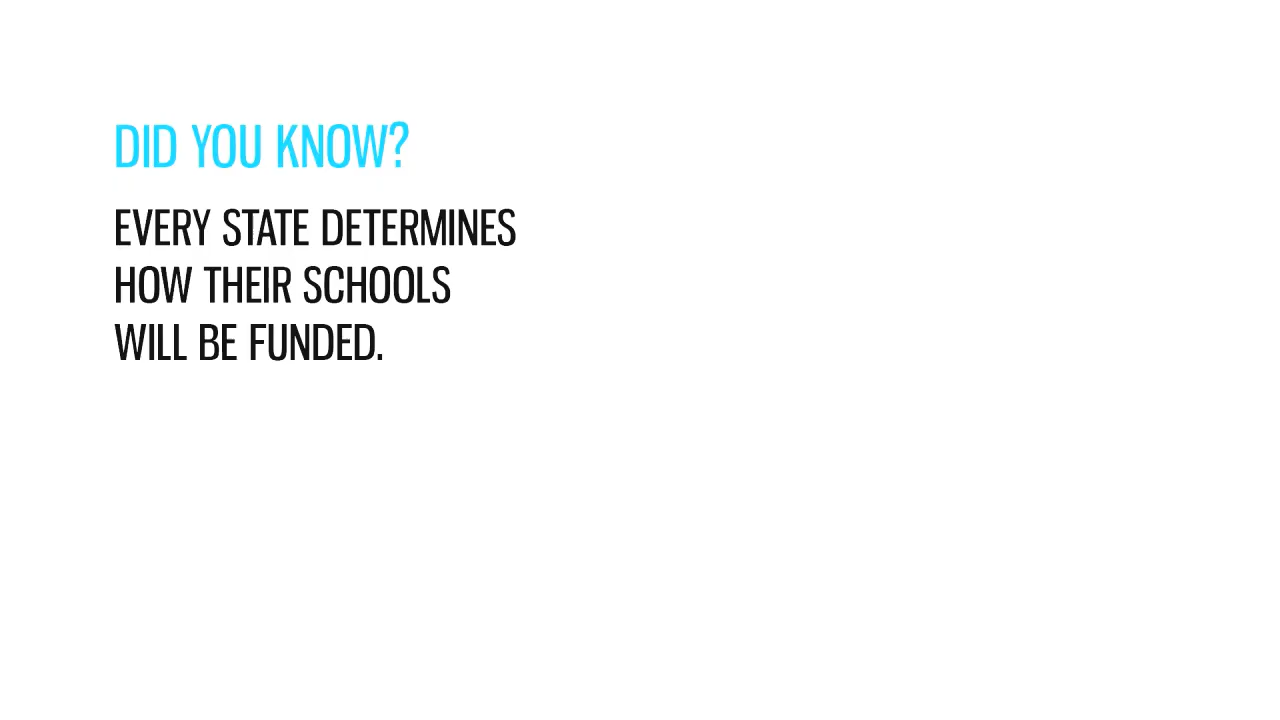 DID YOU KNOW?
EVERY STATE DETERMINES
HOW THEIR SCHOOLS
WILL BE FUNDED.